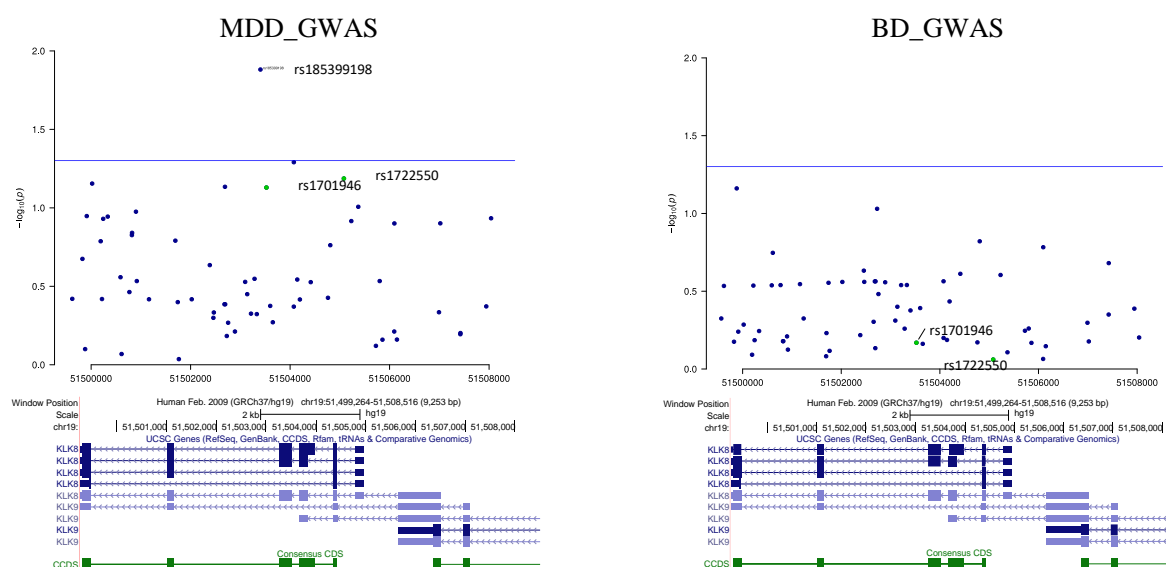 MDD_GWAS
2.0
1.5
1.0
0.5
0.0
−log10(p)
rs185399198
rs1701946
rs1722550
51500000 51502000 51504000 51506000 51508000
Window Position Human Feb. 2009 (GRCh37/hg19) chr19:51,499,264-51,508,516 (9,253 bp)
Scale 2 kb hg19
chr19: 51,501,000 51,502,000 51,503,000 51,504,000 51,505,000 51,506,000 51,507,000 51,508,000
UCSC Genes (RefSeq, GenBank, CCDS, Rfam, tRNAs & Comparative Genomics)
KLK8
KLK8
KLK8
KLK8
KLK8
KLK9
KLK9
KLK9
KLK9
Consensus CDS
CCDS
BD_GWAS
2.0
1.5
1.0
0.5
0.0
−log10(p)
rs1701946
rs1722550
51500000 51502000 51504000 51506000 51508000
Window Position Human Feb. 2009 (GRCh37/hg19) chr19:51,499,264-51,508,516 (9,253 bp)
Scale 2 kb hg19
chr19: 51,501,000 51,502,000 51,503,000 51,504,000 51,505,000 51,506,000 51,507,000 51,508,000
UCSC Genes (RefSeq, GenBank, CCDS, Rfam, tRNAs & Comparative Genomics)
KLK8
KLK8
KLK8
KLK8
KLK8
KLK9
KLK9
KLK9
KLK9
Consensus CDS
CCDS